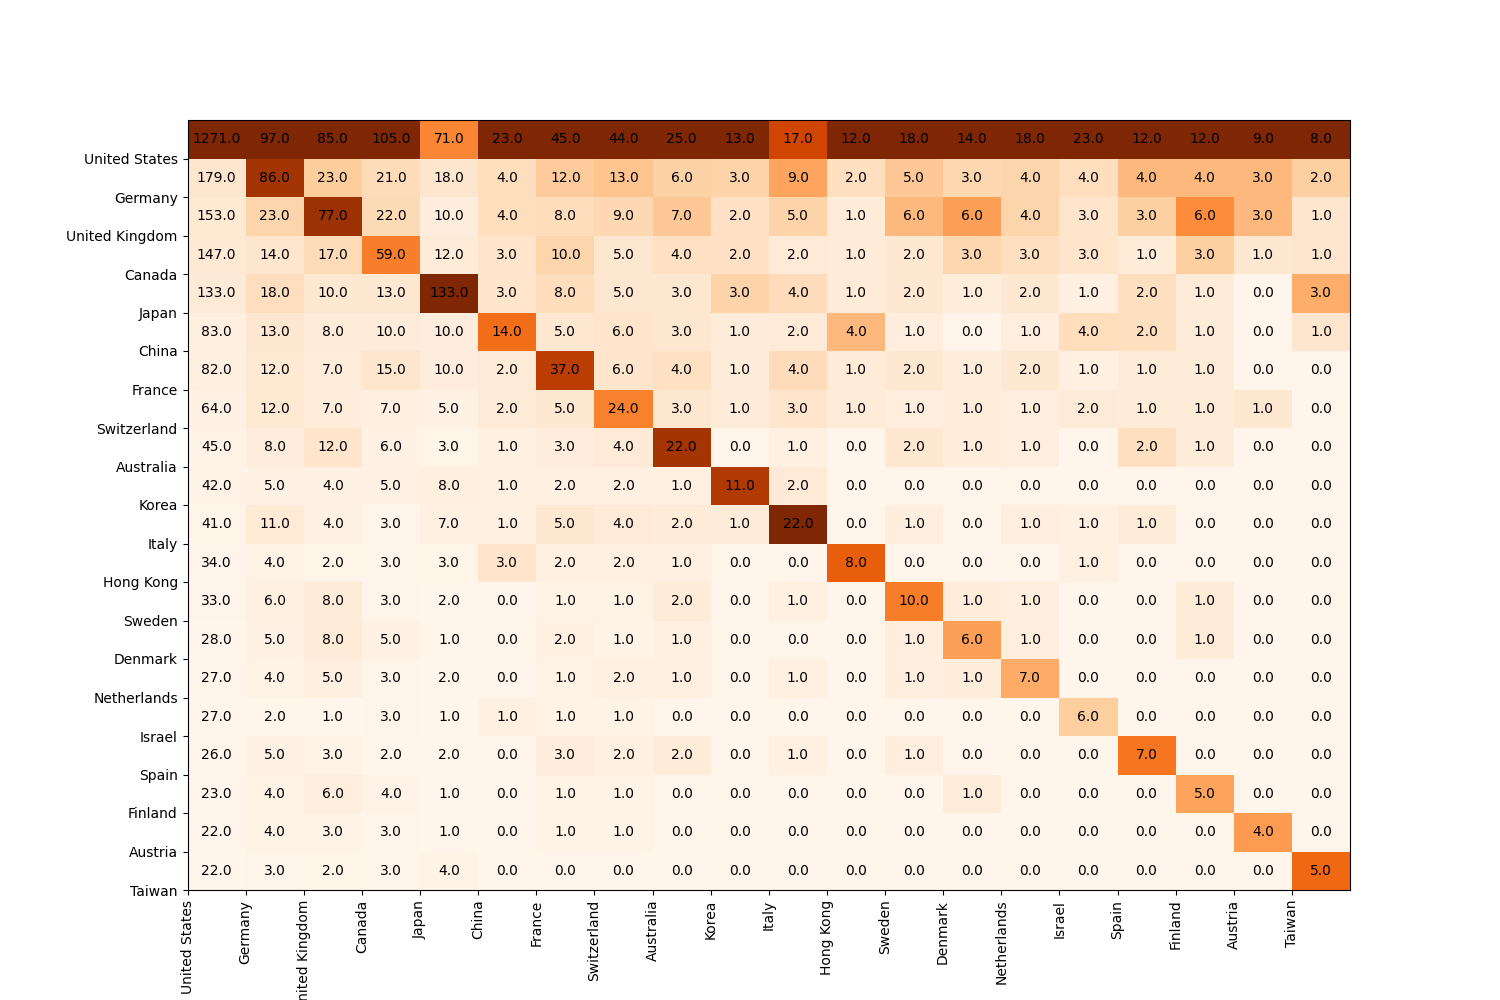 1271.0 97.0 85.0 105.0 71.0 23.0 45.0 44.0 25.0 13.0 17.0 12.0 18.0 14.0 18.0 23.0 12.0 12.0 9.0 8.0
United States
179.0 86.0 23.0 21.0 18.0 4.0 12.0 13.0 6.0 3.0 9.0 2.0 5.0 3.0 4.0 4.0 4.0 4.0 3.0 2.0
Germany
153.0 23.0 77.0 22.0 10.0 4.0 8.0 9.0 7.0 2.0 5.0 1.0 6.0 6.0 4.0 3.0 3.0 6.0 3.0 1.0
United Kingdom
147.0 14.0 17.0 59.0 12.0 3.0 10.0 5.0 4.0 2.0 2.0 1.0 2.0 3.0 3.0 3.0 1.0 3.0 1.0 1.0
Canada
133.0 18.0 10.0 13.0 133.0 3.0 8.0 5.0 3.0 3.0 4.0 1.0 2.0 1.0 2.0 1.0 2.0 1.0 0.0 3.0
Japan
83.0 13.0 8.0 10.0 10.0 14.0 5.0 6.0 3.0 1.0 2.0 4.0 1.0 0.0 1.0 4.0 2.0 1.0 0.0 1.0
China
82.0 12.0 7.0 15.0 10.0 2.0 37.0 6.0 4.0 1.0 4.0 1.0 2.0 1.0 2.0 1.0 1.0 1.0 0.0 0.0
France
64.0 12.0 7.0 7.0 5.0 2.0 5.0 24.0 3.0 1.0 3.0 1.0 1.0 1.0 1.0 2.0 1.0 1.0 1.0 0.0
Switzerland
45.0 8.0 12.0 6.0 3.0 1.0 3.0 4.0 22.0 0.0 1.0 0.0 2.0 1.0 1.0 0.0 2.0 1.0 0.0 0.0
Australia
42.0 5.0 4.0 5.0 8.0 1.0 2.0 2.0 1.0 11.0 2.0 0.0 0.0 0.0 0.0 0.0 0.0 0.0 0.0 0.0
Korea
41.0 11.0 4.0 3.0 7.0 1.0 5.0 4.0 2.0 1.0 22.0 0.0 1.0 0.0 1.0 1.0 1.0 0.0 0.0 0.0
Italy
34.0 4.0 2.0 3.0 3.0 3.0 2.0 2.0 1.0 0.0 0.0 8.0 0.0 0.0 0.0 1.0 0.0 0.0 0.0 0.0
Hong Kong
33.0 6.0 8.0 3.0 2.0 0.0 1.0 1.0 2.0 0.0 1.0 0.0 10.0 1.0 1.0 0.0 0.0 1.0 0.0 0.0
Sweden
28.0 5.0 8.0 5.0 1.0 0.0 2.0 1.0 1.0 0.0 0.0 0.0 1.0 6.0 1.0 0.0 0.0 1.0 0.0 0.0
Denmark
27.0 4.0 5.0 3.0 2.0 0.0 1.0 2.0 1.0 0.0 1.0 0.0 1.0 1.0 7.0 0.0 0.0 0.0 0.0 0.0
Netherlands
27.0 2.0 1.0 3.0 1.0 1.0 1.0 1.0 0.0 0.0 0.0 0.0 0.0 0.0 0.0 6.0 0.0 0.0 0.0 0.0
Israel
26.0 5.0 3.0 2.0 2.0 0.0 3.0 2.0 2.0 0.0 1.0 0.0 1.0 0.0 0.0 0.0 7.0 0.0 0.0 0.0
Spain
23.0 4.0 6.0 4.0 1.0 0.0 1.0 1.0 0.0 0.0 0.0 0.0 0.0 1.0 0.0 0.0 0.0 5.0 0.0 0.0
Finland
22.0 4.0 3.0 3.0 1.0 0.0 1.0 1.0 0.0 0.0 0.0 0.0 0.0 0.0 0.0 0.0 0.0 0.0 4.0 0.0
Austria
22.0 3.0 2.0 3.0 4.0 0.0 0.0 0.0 0.0 0.0 0.0 0.0 0.0 0.0 0.0 0.0 0.0 0.0 0.0 5.0
Taiwan
United States
Germany
nited Kingdom
Canada
Japan
China
France
Switzerland
Australia
Korea
Italy
Hong Kong
Sweden
Denmark
Netherlands
Israel
Spain
Finland
Austria
Taiwan